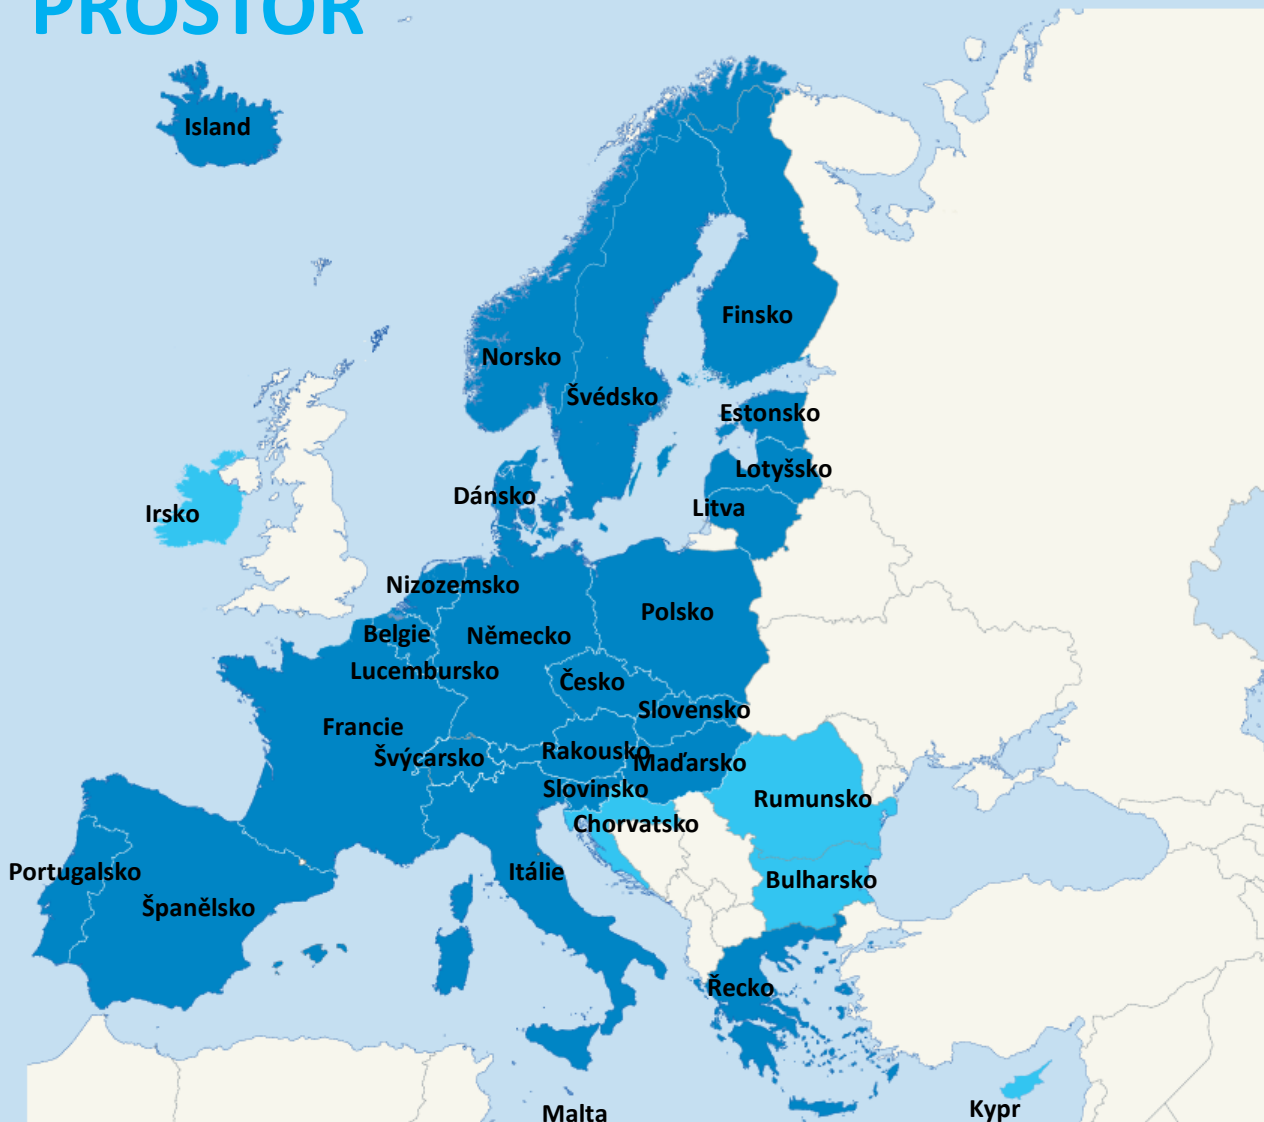 PROSTOR
Island
Finsko
Norsko
Švédsko
Estonsko
Lotyšsko
Dánsko
Litva
Irsko
Nizozemsko
Polsko
Belgie
Německo
Lucembursko
Česko
Slovensko
Francie
Rakousko
Švýcarsko
Maďarsko
Slovinsko
Rumunsko
Chorvatsko
Portugalsko
Itálie
Bulharsko
Španělsko
Řecko
Kypr
Malta